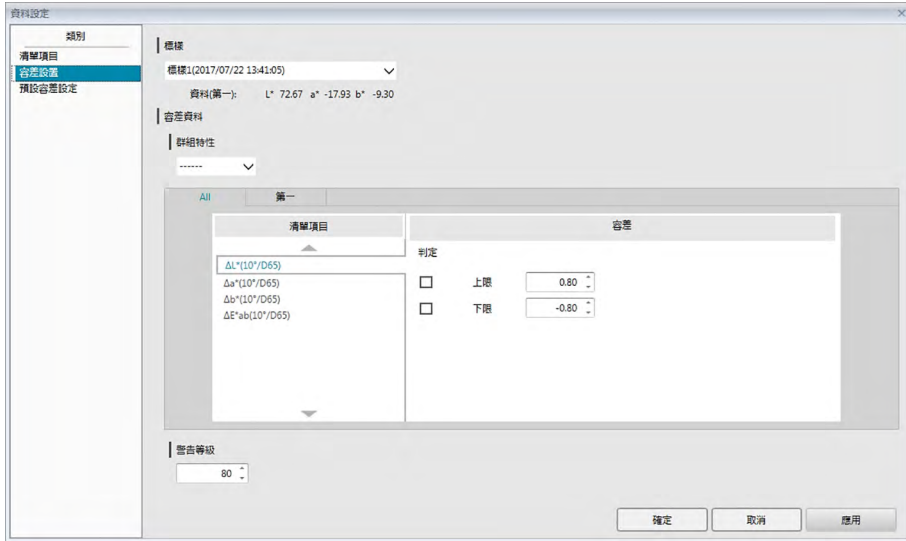 資料設定
類別
清單項目
容差設置
預設容差設定
標樣
標樣1(2017/07/22 13:41:05)
資料(第一): L* 72.67 a* -17.93 b* -9.30
容差資料
群組特性
------
All 第一
清單項目 容差
ΔL*(10°/D65)
Δa*(10°/D65)
Δb*(10°/D65)
ΔE*ab(10°/D65)
判定
上限 0.80
下限 -0.80
警告等級
80
確定 取消 應用